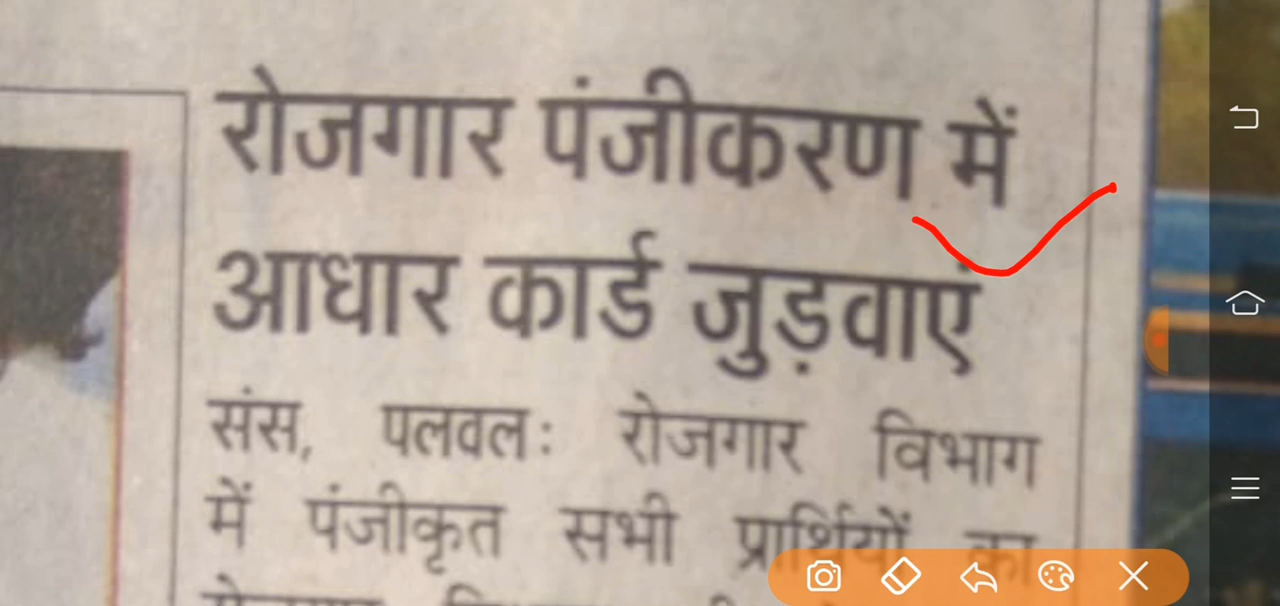 रोजगार पंजीकरण में
आधार कार्ड जुड़वाएं
संस, पलवल: रोजगार विभाग
में पंजीकृत सभी प्रार्थियों का